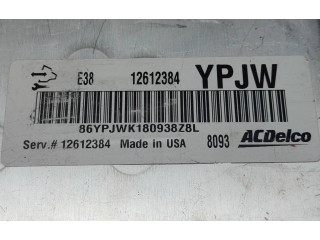 E38 12612384 YPJW
86YPJWK180938Z8L
Serv.# 12612384 Made in USA 8093 ACDelco